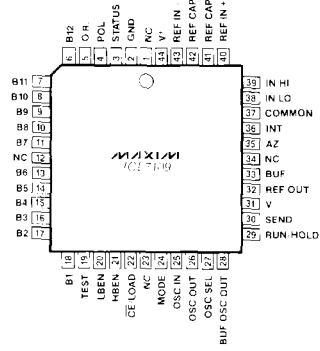 B12
O.R.
POL
STATUS
GND
NC
V+
REF IN -
REF CAP
REF CAP
REF IN +
6 5 4 3 2 1 44 43 42 41 40
B11 7
B10 8
B9 9
B8 10
B7 11
NC 12
B6 13
B5 14
B4 15
B3 16
B2 17
MAXIM
ICL7109
39 IN HI
38 IN LO
37 COMMON
36 INT
35 AZ
34 NC
33 BUF
32 REF OUT
31 V
30 SEND
29 RUN-HOLD
18 19 20 21 22 23 24 25 26 27 28
B1
TEST
LBEN
HBEN
CE-LOAD
NC
MODE
OSC IN
OSC OUT
OSC SEL
BUF OSC OUT